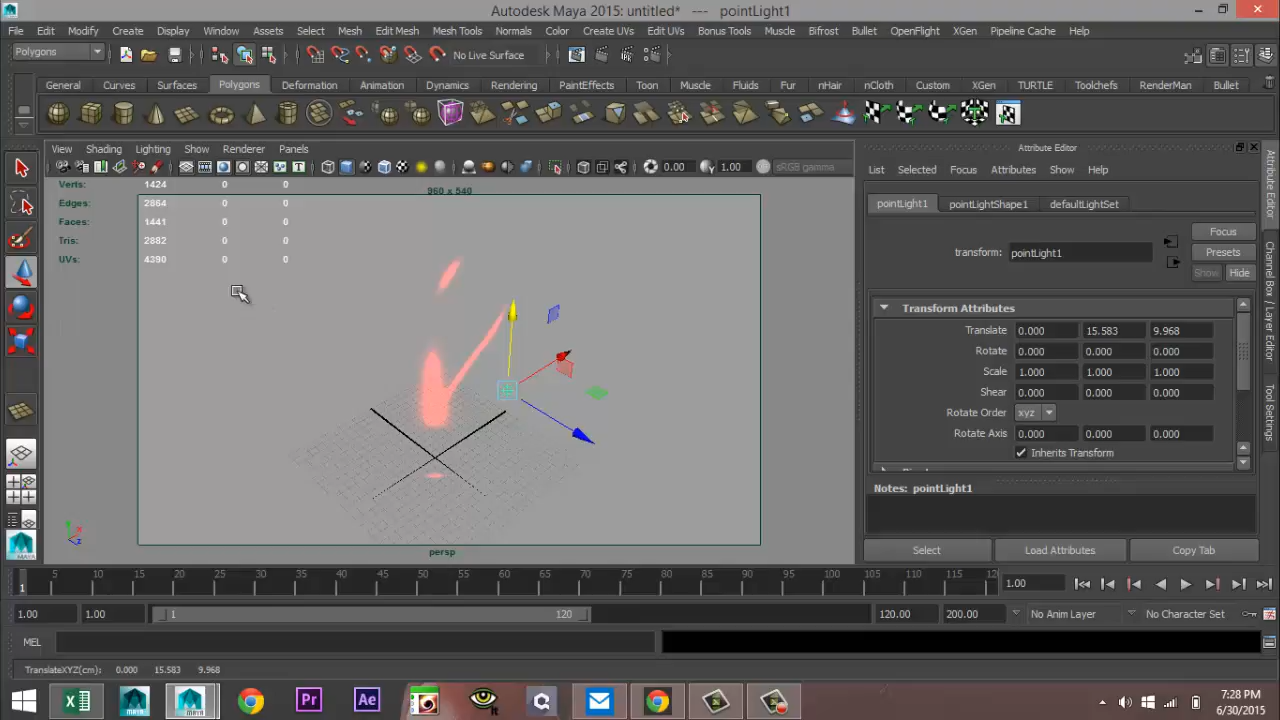 Autodesk Maya 2015: untitled* --- pointLight1
File Edit Modify Create Display Window Assets Select Mesh Edit Mesh Mesh Tools Normals Color Create UVs Edit UVs Bonus Tools Muscle Bifrost Bullet OpenFlight XGen Pipeline Cache Help
Polygons No Live Surface
General Curves Surfaces Polygons Deformation Animation Dynamics Rendering PaintEffects Toon Muscle Fluids Fur nHair nCloth Custom XGen TURTLE Toolchefs RenderMan Bullet
View Shading Lighting Show Renderer Panels
0.00 1.00 sRGB gamma
Verts: 1424 0 0
Edges: 2864 0 0
Faces: 1441 0 0
Tris: 2882 0 0
UVs: 4390 0 0
960 x 540
persp
Attribute Editor
List Selected Focus Attributes Show Help
pointLight1 pointLightShape1 defaultLightSet
Focus
transform: pointLight1
Presets
Show Hide
Transform Attributes
Translate 0.000 15.583 9.968
Rotate 0.000 0.000 0.000
Scale 1.000 1.000 1.000
Shear 0.000 0.000 0.000
Rotate Order xyz
Rotate Axis 0.000 0.000 0.000
Inherits Transform
Notes: pointLight1
Select Load Attributes Copy Tab
Attribute Editor
Channel Box / Layer Editor
Tool Settings
1 5 10 15 20 25 30 35 40 45 50 55 60 65 70 75 80 85 90 95 100 105 110 115 1.00
1.00 1.00 1 120 120.00 200.00 No Anim Layer No Character Set
MEL
TranslateXYZ(cm): 0.000 15.583 9.968
7:28 PM
6/30/2015